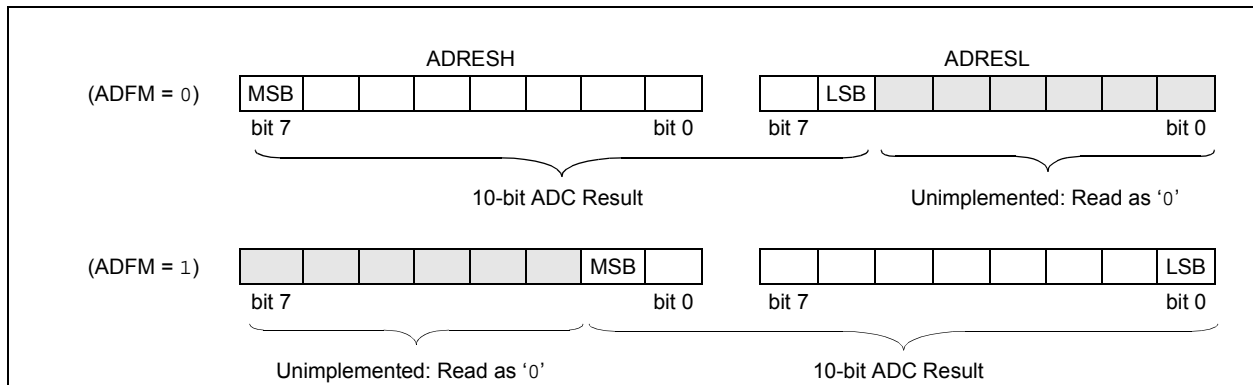 ADRESH ADRESL
(ADFM = 0) MSB LSB
bit 7 bit 0 bit 7 bit 0
10-bit ADC Result Unimplemented: Read as ‘0’
(ADFM = 1) MSB LSB
bit 7 bit 0 bit 7 bit 0
Unimplemented: Read as ‘0’ 10-bit ADC Result